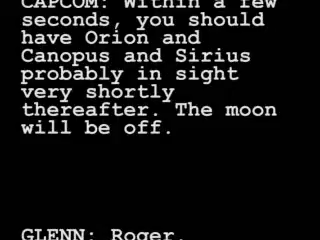 CAPCOM: Within a few
seconds, you should
have Orion and
Canopus and Sirius
probably in sight
very shortly
thereafter. The moon
will be off.
GLENN: Roger.